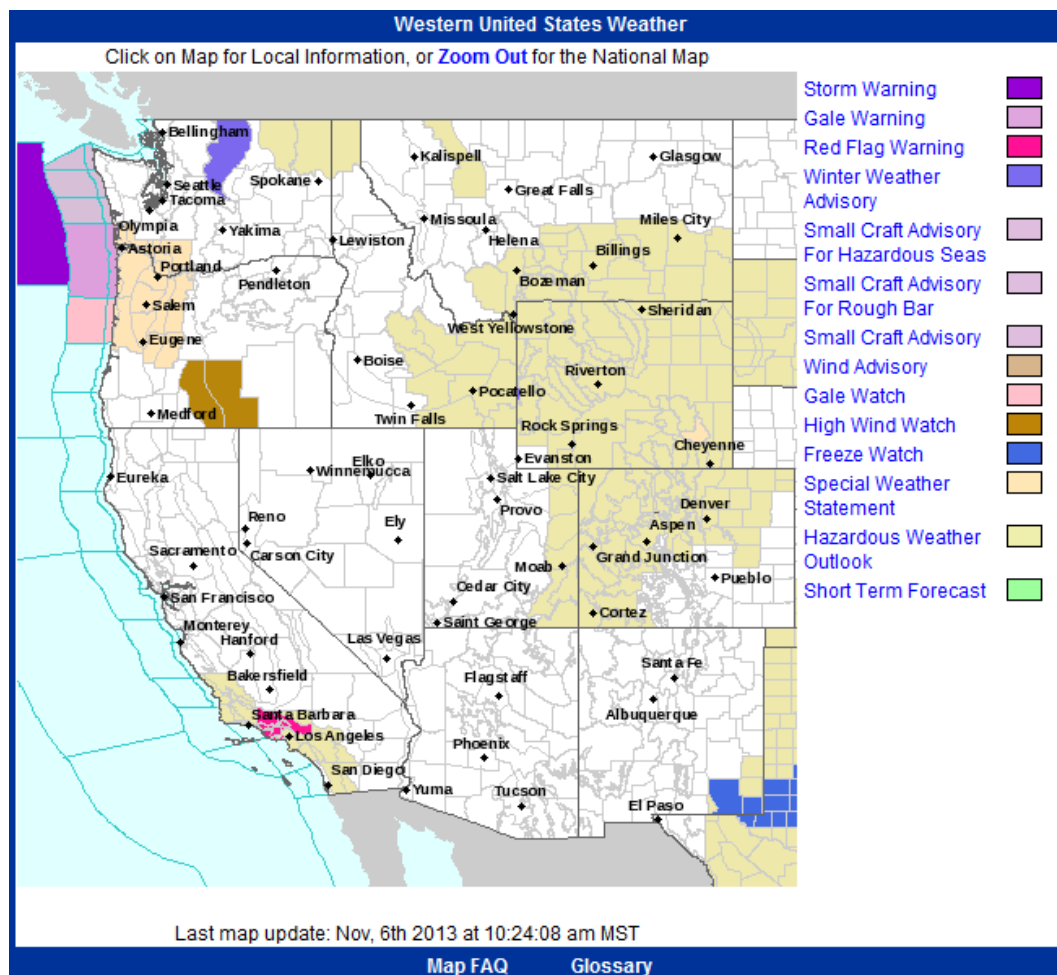 Western United States Weather
Click on Map for Local Information, or Zoom Out for the National Map
Storm Warning
Gale Warning
Red Flag Warning
Winter Weather
Advisory
Small Craft Advisory
For Hazardous Seas
Small Craft Advisory
For Rough Bar
Small Craft Advisory
Wind Advisory
Gale Watch
High Wind Watch
Freeze Watch
Special Weather
Statement
Hazardous Weather
Outlook
Short Term Forecast
Bellingham
Kalispell
Glasgow
Seattle
Spokane
Great Falls
Tacoma
Olympia
Yakima
Lewiston
Missoula
Helena
Miles City
Astoria
Billings
Portland
Pendleton
Bozeman
Salem
West Yellowstone
Sheridan
Eugene
Boise
Riverton
Pocatello
Medford
Twin Falls
Rock Springs
Cheyenne
Elko
Evanston
Eureka
Winnemucca
Salt Lake City
Provo
Denver
Reno
Ely
Aspen
Sacramento
Carson City
Grand Junction
Moab
Pueblo
Cedar City
San Francisco
Cortez
Saint George
Monterey
Hanford
Las Vegas
Santa Fe
Bakersfield
Flagstaff
Albuquerque
Santa Barbara
Los Angeles
Phoenix
San Diego
Yuma
Tucson
El Paso
Last map update: Nov, 6th 2013 at 10:24:08 am MST
Map FAQ
Glossary